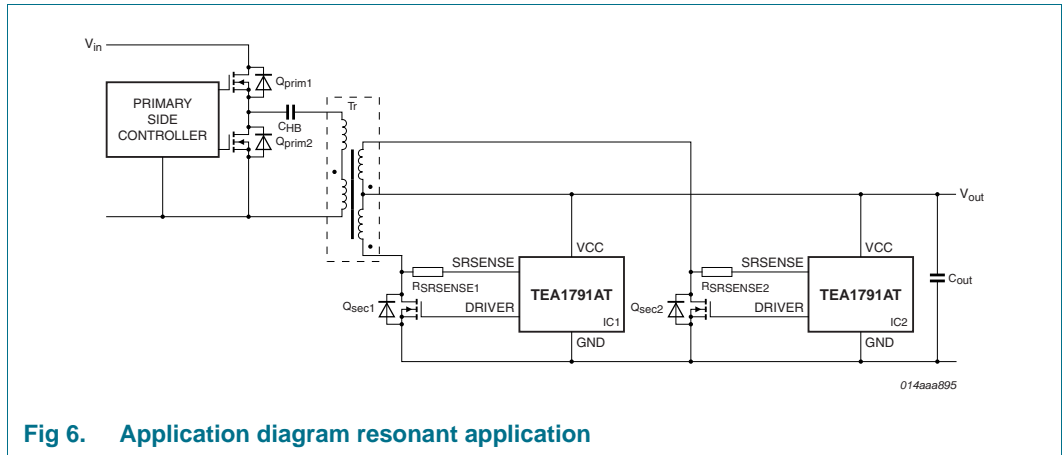 Vin
Qprim1
PRIMARY
SIDE
CONTROLLER
CHB
Tr
Qprim2
Vout
VCC
VCC
SRSENSE
SRSENSE
RSRSENSE1
TEA1791AT
RSRSENSE2
TEA1791AT
Cout
Qsec1
DRIVER
Qsec2
DRIVER
IC1
IC2
GND
GND
014aaa895
Fig 6. Application diagram resonant application